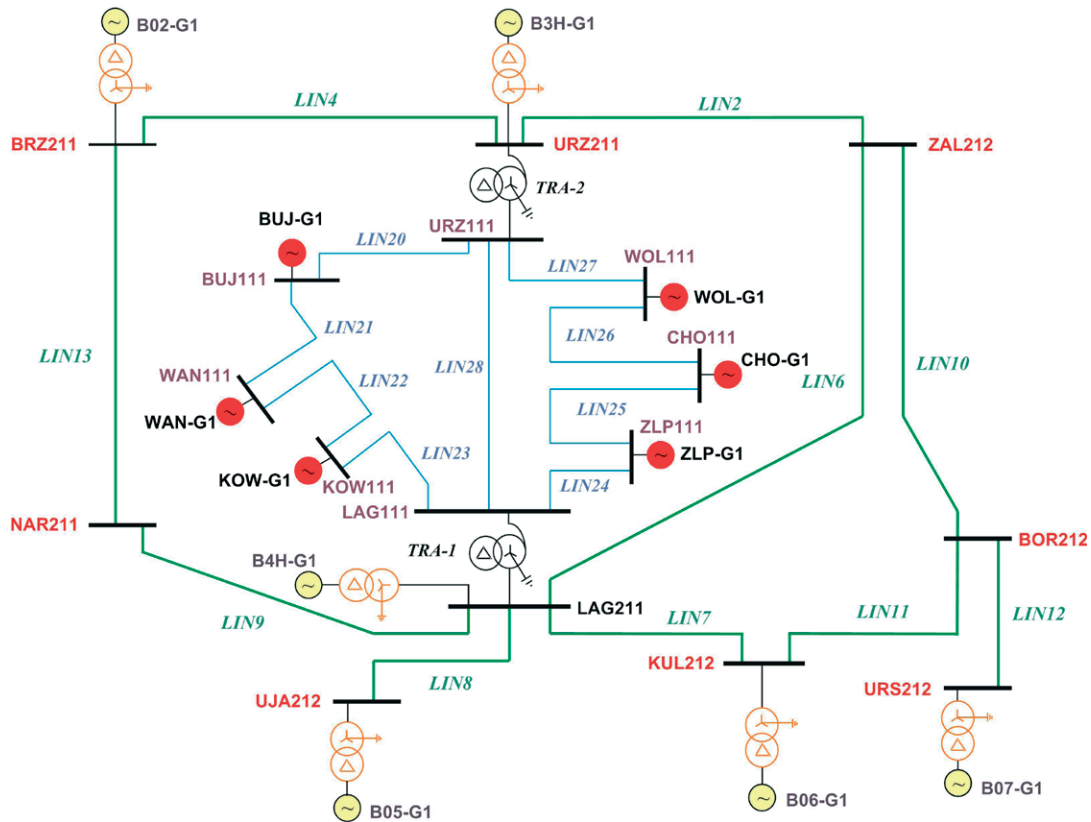 B02-G1
B3H-G1
LIN4
LIN2
BRZ211
URZ211
ZAL212
TRA-2
BUJ-G1
URZ111
LIN20
LIN27
WOL111
BUJ111
WOL-G1
LIN21
LIN26
CHO111
LIN13
CHO-G1
LIN28
LIN6
LIN10
WAN111
LIN22
LIN25
WAN-G1
ZLP111
ZLP-G1
LIN23
KOW-G1
KOW111
LIN24
LAG111
NAR211
BOR212
TRA-1
B4H-G1
LAG211
LIN9
LIN7
LIN11
LIN12
KUL212
LIN8
UJA212
URS212
B05-G1
B06-G1
B07-G1